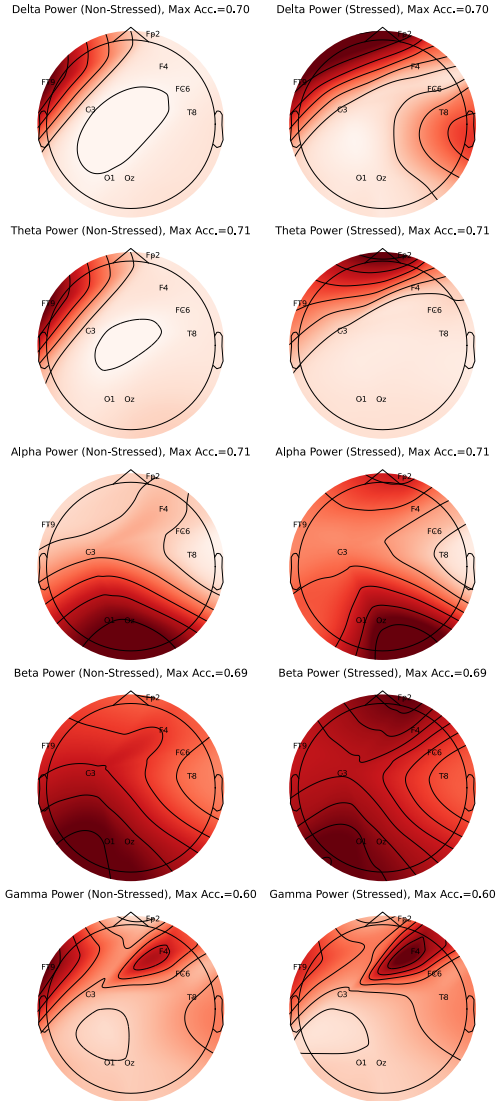 Delta Power (Non-Stressed), Max Acc.=0.70
Delta Power (Stressed), Max Acc.=0.70
Fp2
Fp2
F4
F4
FT9
FC6
FT9
FC6
C3
T8
C3
T8
O1 Oz
O1 Oz
Theta Power (Non-Stressed), Max Acc.=0.71
Theta Power (Stressed), Max Acc.=0.71
Fp2
Fp2
F4
F4
FT9
FC6
FT9
FC6
C3
T8
C3
T8
O1 Oz
O1 Oz
Alpha Power (Non-Stressed), Max Acc.=0.71
Alpha Power (Stressed), Max Acc.=0.71
Fp2
Fp2
F4
F4
FT9
FC6
FT9
FC6
C3
T8
C3
T8
O1 Oz
O1 Oz
Beta Power (Non-Stressed), Max Acc.=0.69
Beta Power (Stressed), Max Acc.=0.69
Fp2
Fp2
F4
F4
FT9
FC6
FT9
FC6
C3
T8
C3
T8
O1 Oz
O1 Oz
Gamma Power (Non-Stressed), Max Acc.=0.60
Gamma Power (Stressed), Max Acc.=0.60
Fp2
Fp2
F4
F4
FT9
FC6
FT9
FC6
C3
T8
C3
T8
O1 Oz
O1 Oz